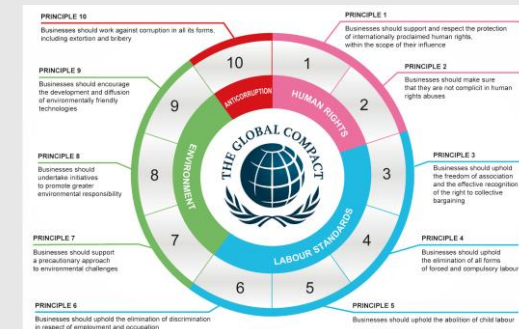 PRINCIPLE 10
Businesses should work against corruption in all its forms,
including extortion and bribery
PRINCIPLE 1
Businesses should support and respect the protection
of internationally proclaimed human rights,
within the scope of their influence
PRINCIPLE 2
Businesses should make sure
that they are not complicit in human
rights abuses
PRINCIPLE 3
Businesses should uphold
the freedom of association
and the effective recognition
of the right to collective
bargaining
PRINCIPLE 4
Businesses should uphold
the elimination of all forms
of forced and compulsory labour
PRINCIPLE 5
Businesses should uphold the abolition of child labour
PRINCIPLE 6
Businesses should uphold the elimination of discrimination
in respect of employment and occupation
PRINCIPLE 7
Businesses should support
a precautionary approach
to environmental challenges
PRINCIPLE 8
Businesses should
undertake initiatives
to promote greater
environmental responsibility
PRINCIPLE 9
Businesses should encourage
the development and diffusion
of environmentally friendly
technologies
10
1
2
3
4
5
6
7
8
9
ANTICORRUPTION
HUMAN RIGHTS
LABOUR STANDARDS
ENVIRONMENT
THE GLOBAL COMPACT